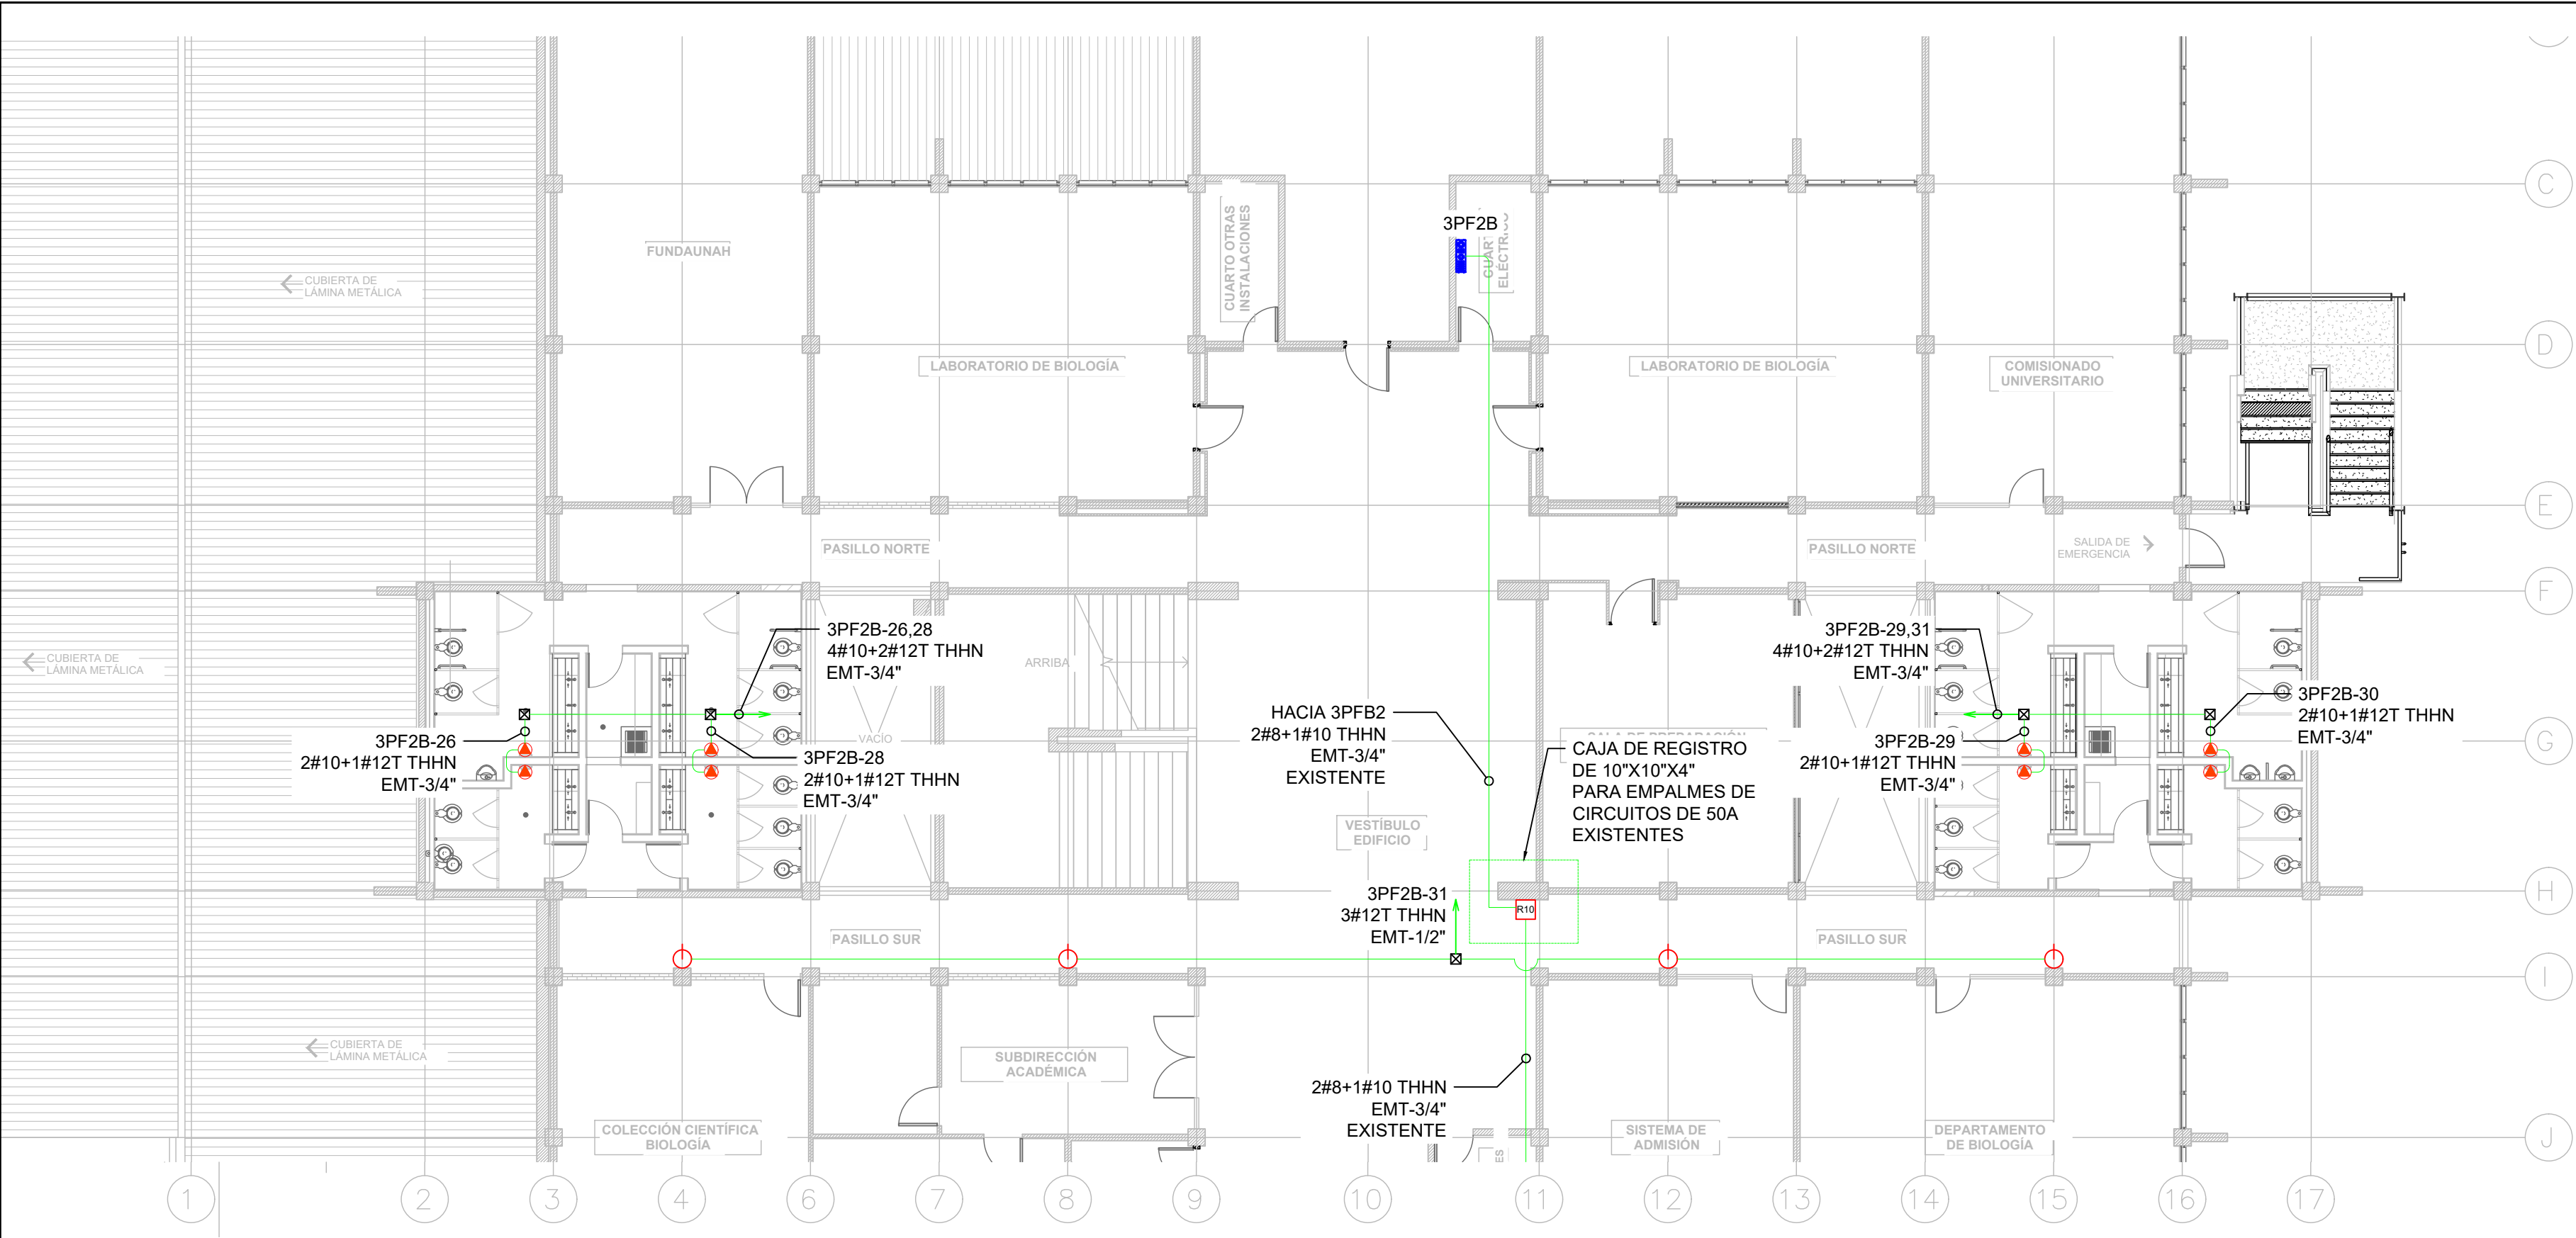 C
3PF2B
CUARTO OTRAS
INSTALACIONES
ELÉCTRICO
FUNDAUNAH
CUBIERTA DE
LÁMINA METÁLICA
D
LABORATORIO DE BIOLOGÍA
LABORATORIO DE BIOLOGÍA
COMISIONADO
UNIVERSITARIO
E
PASILLO NORTE
PASILLO NORTE
SALIDA DE
EMERGENCIA
F
3PF2B-26,28
4#10+2#12T THHN
EMT-3/4"
3PF2B-29,31
4#10+2#12T THHN
EMT-3/4"
CUBIERTA DE
LÁMINA METÁLICA
ARRIBA
3PF2B-30
2#10+1#12T THHN
EMT-3/4"
HACIA 3PFB2
2#8+1#10 THHN
EMT-3/4"
EXISTENTE
3PF2B-26
2#10+1#12T THHN
EMT-3/4"
VACÍO
3PF2B-28
2#10+1#12T THHN
EMT-3/4"
SALA DE PREPARACIÓN
CAJA DE REGISTRO
DE 10"X10"X4"
PARA EMPALMES DE
CIRCUITOS DE 50A
EXISTENTES
3PF2B-29
2#10+1#12T THHN
EMT-3/4"
G
VESTÍBULO
EDIFICIO
H
3PF2B-31
3#12T THHN
EMT-1/2"
R10
PASILLO SUR
PASILLO SUR
I
CUBIERTA DE
LÁMINA METÁLICA
SUBDIRECCIÓN
ACADÉMICA
2#8+1#10 THHN
EMT-3/4"
EXISTENTE
COLECCIÓN CIENTÍFICA
BIOLOGÍA
SISTEMA DE
ADMISIÓN
DEPARTAMENTO
DE BIOLOGÍA
J
ES
1 2 3 4 6 7 8 9 10 11 12 13 14 15 16 17